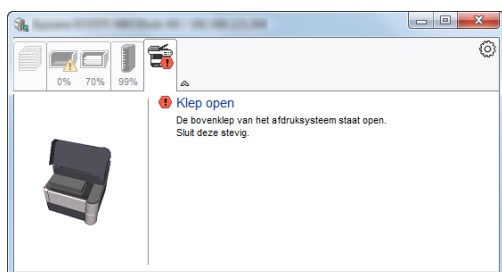 0% 70% 99%
Klep open
De bovenklep van het afdruksysteem staat open.
Sluit deze stevig.